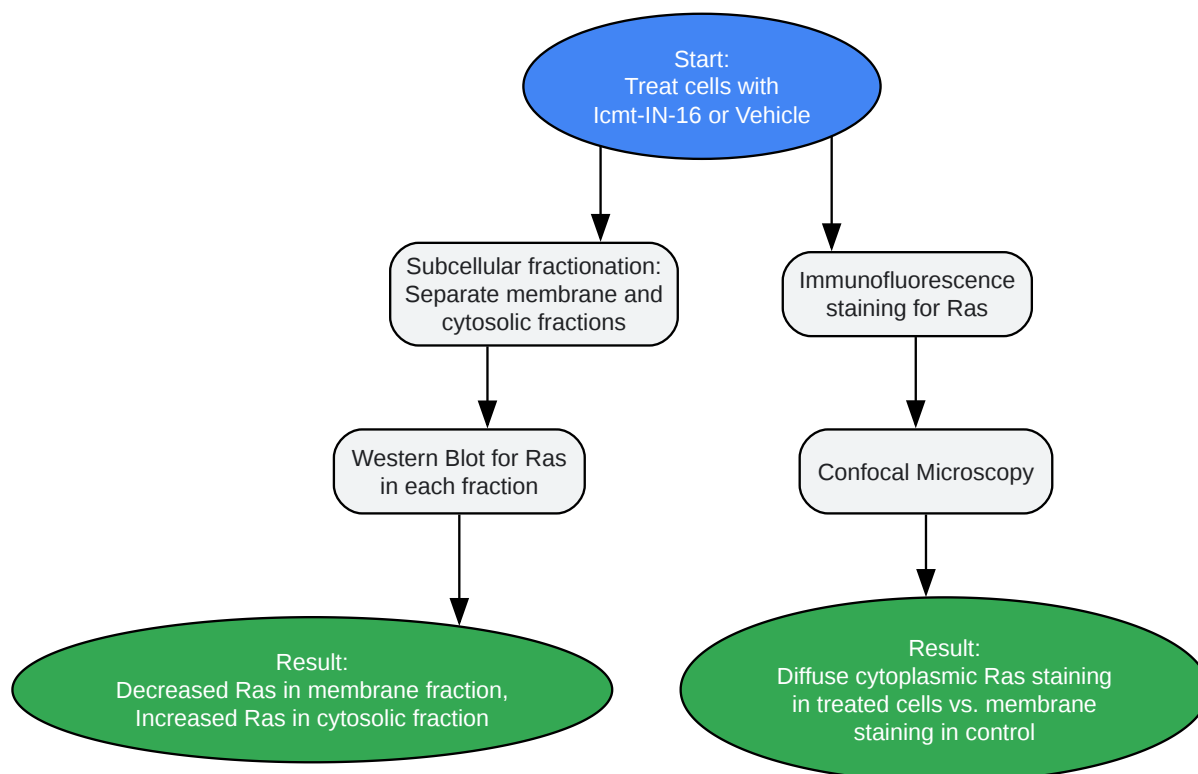 Start:
Treat cells with
Icmt-IN-16 or Vehicle
Subcellular fractionation:
Separate membrane and
cytosolic fractions
Immunofluorescence
staining for Ras
Western Blot for Ras
in each fraction
Confocal Microscopy
Result:
Decreased Ras in membrane fraction,
Increased Ras in cytosolic fraction
Result:
Diffuse cytoplasmic Ras staining
in treated cells vs. membrane
staining in control